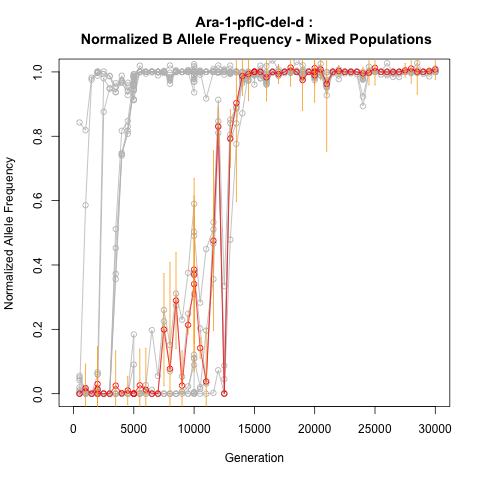 Ara-1-pflC-del-d :
Normalized B Allele Frequency - Mixed Populations
Normalized Allele Frequency
1.0
0.8
0.6
0.4
0.2
0.0
0 5000 10000 15000 20000 25000 30000
Generation